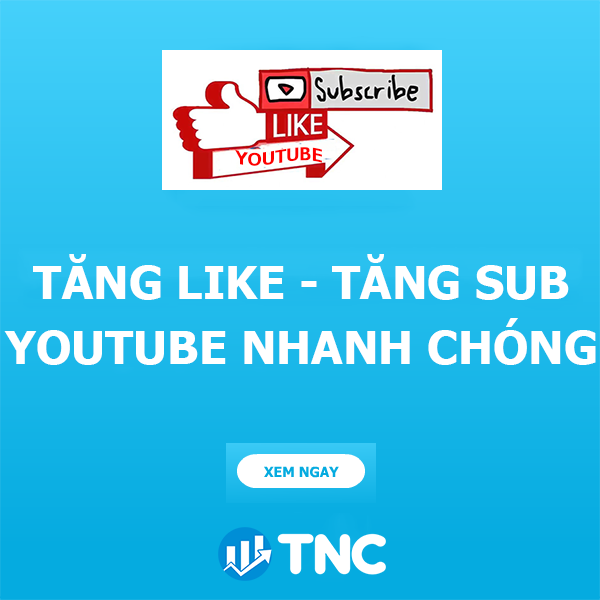 Subscribe
LIKE
YOUTUBE
TĂNG LIKE - TĂNG SUB
YOUTUBE NHANH CHÓNG
XEM NGAY
TNC